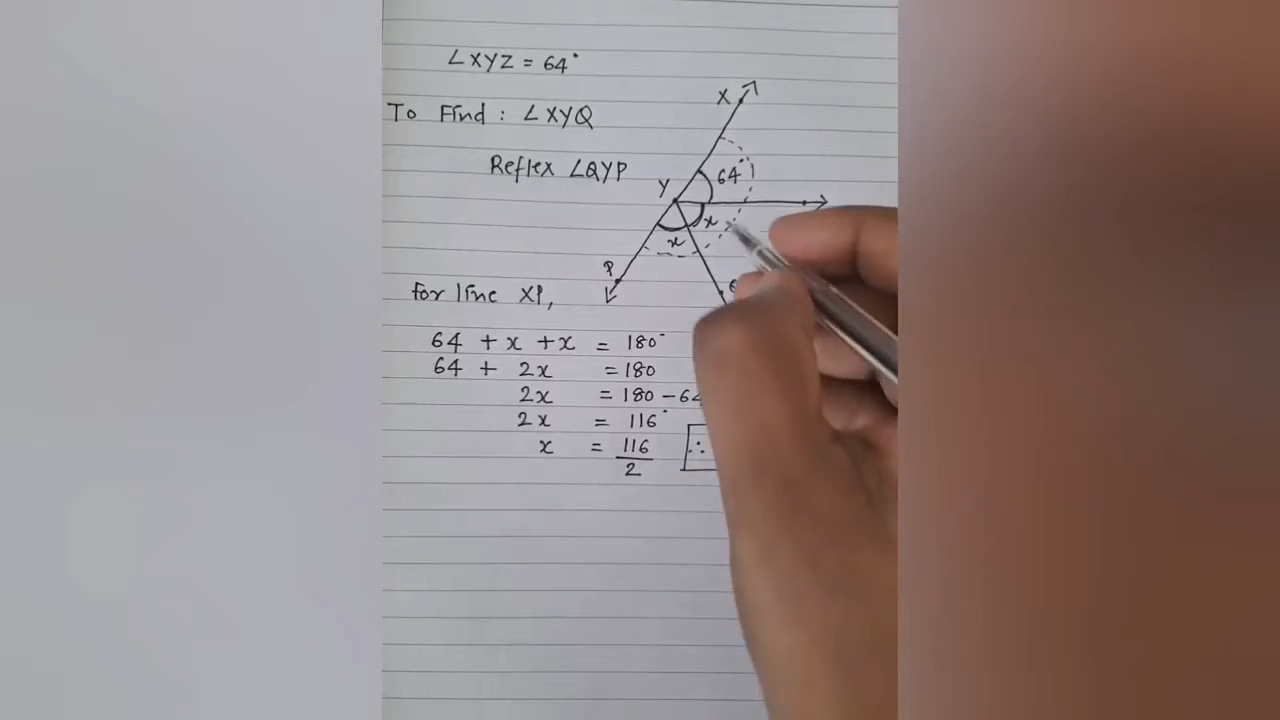 ∠XYZ = 64°
To Find : ∠XYQ
Reflex ∠QYP
X
64°
Y
x
x
P
For line XP,
64 + x + x = 180°
64 + 2x = 180
2x = 180 - 64
2x = 116°
x = 116/2
∴